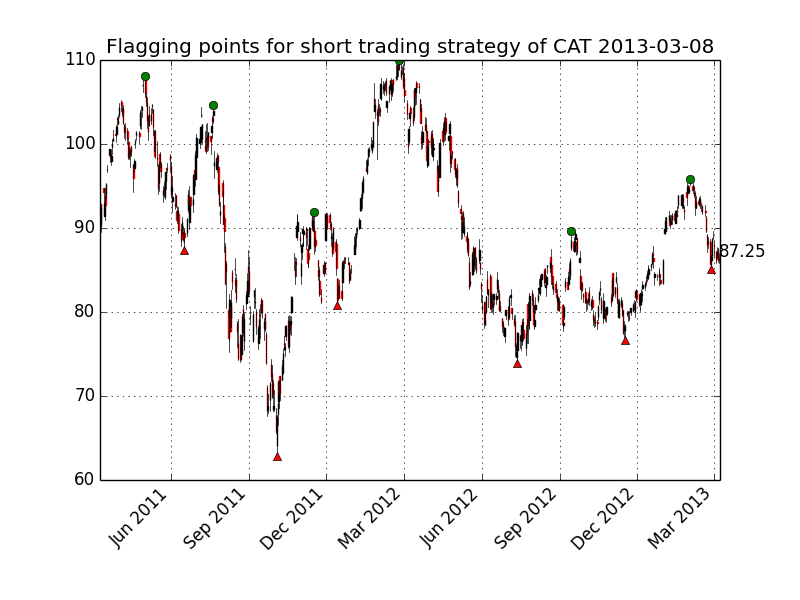 Flagging points for short trading strategy of CAT 2013-03-08
110
100
90
80
70
60
87.25
Jun 2011
Sep 2011
Dec 2011
Mar 2012
Jun 2012
Sep 2012
Dec 2012
Mar 2013